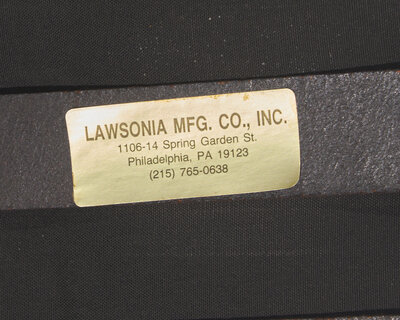 LAWSONIA MFG. CO., INC.
1106-14 Spring Garden St.
Philadelphia, PA 19123
(215) 765-0638